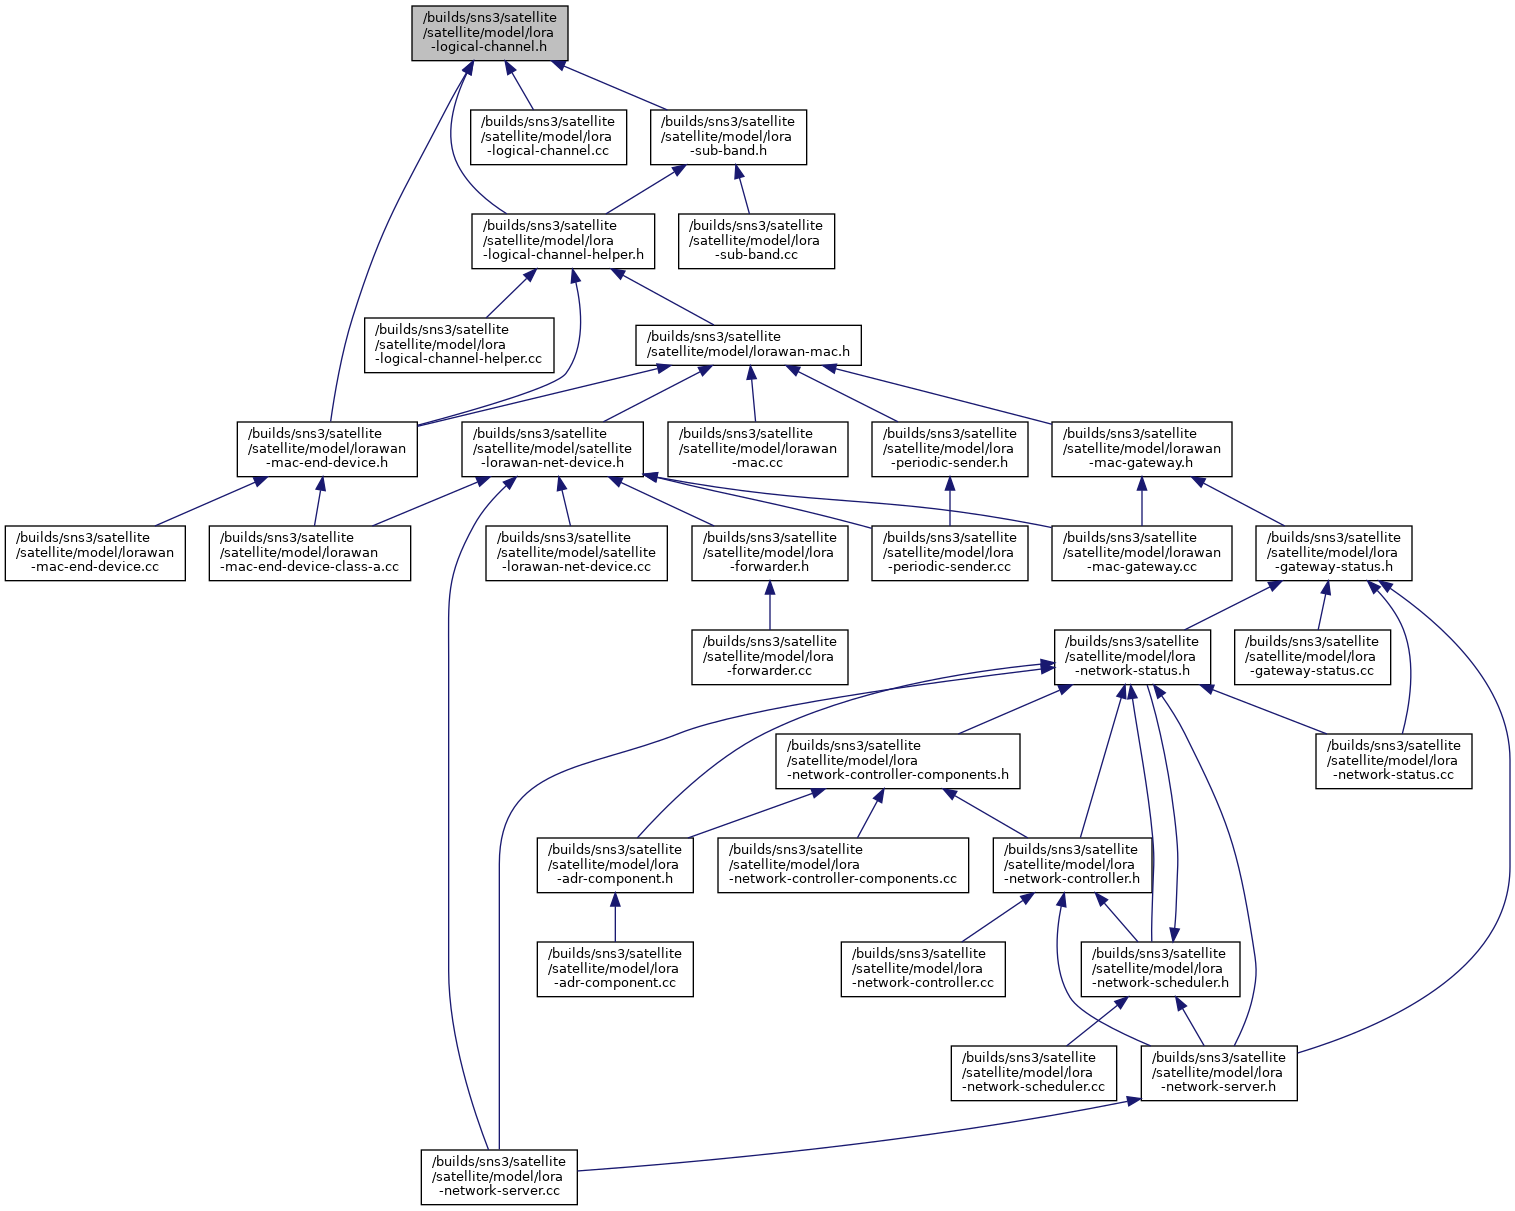 /builds/sns3/satellite
/satellite/model/lora
-logical-channel.h
/builds/sns3/satellite
/satellite/model/lora
-logical-channel.cc
/builds/sns3/satellite
/satellite/model/lora
-sub-band.h
/builds/sns3/satellite
/satellite/model/lora
-logical-channel-helper.h
/builds/sns3/satellite
/satellite/model/lora
-sub-band.cc
/builds/sns3/satellite
/satellite/model/lora
-logical-channel-helper.cc
/builds/sns3/satellite
/satellite/model/lorawan-mac.h
/builds/sns3/satellite
/satellite/model/lorawan
-mac-end-device.h
/builds/sns3/satellite
/satellite/model/satellite
-lorawan-net-device.h
/builds/sns3/satellite
/satellite/model/lorawan
-mac.cc
/builds/sns3/satellite
/satellite/model/lora
-periodic-sender.h
/builds/sns3/satellite
/satellite/model/lorawan
-mac-gateway.h
/builds/sns3/satellite
/satellite/model/lorawan
-mac-end-device.cc
/builds/sns3/satellite
/satellite/model/lorawan
-mac-end-device-class-a.cc
/builds/sns3/satellite
/satellite/model/satellite
-lorawan-net-device.cc
/builds/sns3/satellite
/satellite/model/lora
-forwarder.h
/builds/sns3/satellite
/satellite/model/lora
-periodic-sender.cc
/builds/sns3/satellite
/satellite/model/lorawan
-mac-gateway.cc
/builds/sns3/satellite
/satellite/model/lora
-gateway-status.h
/builds/sns3/satellite
/satellite/model/lora
-forwarder.cc
/builds/sns3/satellite
/satellite/model/lora
-network-status.h
/builds/sns3/satellite
/satellite/model/lora
-gateway-status.cc
/builds/sns3/satellite
/satellite/model/lora
-network-controller-components.h
/builds/sns3/satellite
/satellite/model/lora
-network-status.cc
/builds/sns3/satellite
/satellite/model/lora
-adr-component.h
/builds/sns3/satellite
/satellite/model/lora
-network-controller-components.cc
/builds/sns3/satellite
/satellite/model/lora
-network-controller.h
/builds/sns3/satellite
/satellite/model/lora
-adr-component.cc
/builds/sns3/satellite
/satellite/model/lora
-network-controller.cc
/builds/sns3/satellite
/satellite/model/lora
-network-scheduler.h
/builds/sns3/satellite
/satellite/model/lora
-network-scheduler.cc
/builds/sns3/satellite
/satellite/model/lora
-network-server.h
/builds/sns3/satellite
/satellite/model/lora
-network-server.cc